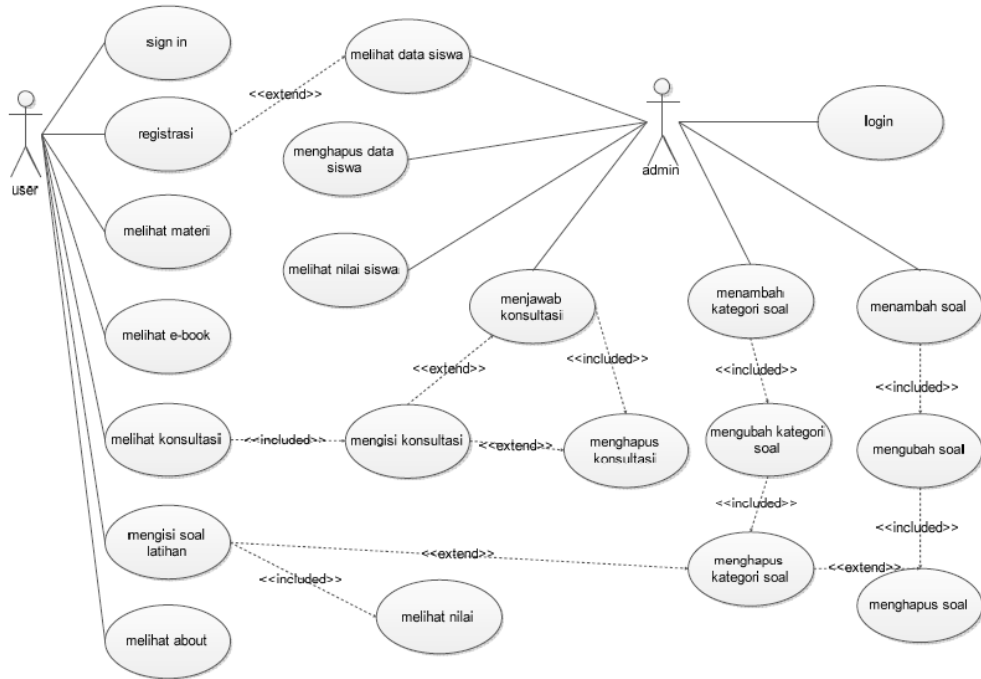 sign in
melihat data siswa
<<extend>>
registrasi
login
user
admin
menghapus data
siswa
melihat materi
melihat nilai siswa
menjawab
konsultasi
menambah
kategori soal
menambah soal
melihat e-book
<<extend>>
<<included>>
<<included>>
<<included>>
melihat konsultasi
<<included>>
mengisi konsultasi
<<extend>>
menghapus
konsultasi
mengubah kategori
soal
mengubah soal
<<included>>
<<included>>
mengisi soal
latihan
<<extend>>
menghapus
kategori soal
<<extend>>
<<included>>
melihat nilai
menghapus soal
melihat about